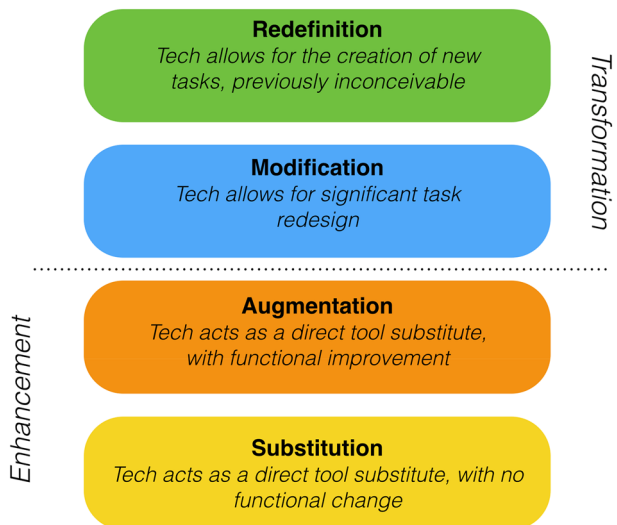 Redefinition
Tech allows for the creation of new
tasks, previously inconceivable
Transformation
Modification
Tech allows for significant task
redesign
Enhancement
Augmentation
Tech acts as a direct tool substitute,
with functional improvement
Substitution
Tech acts as a direct tool substitute, with no
functional change